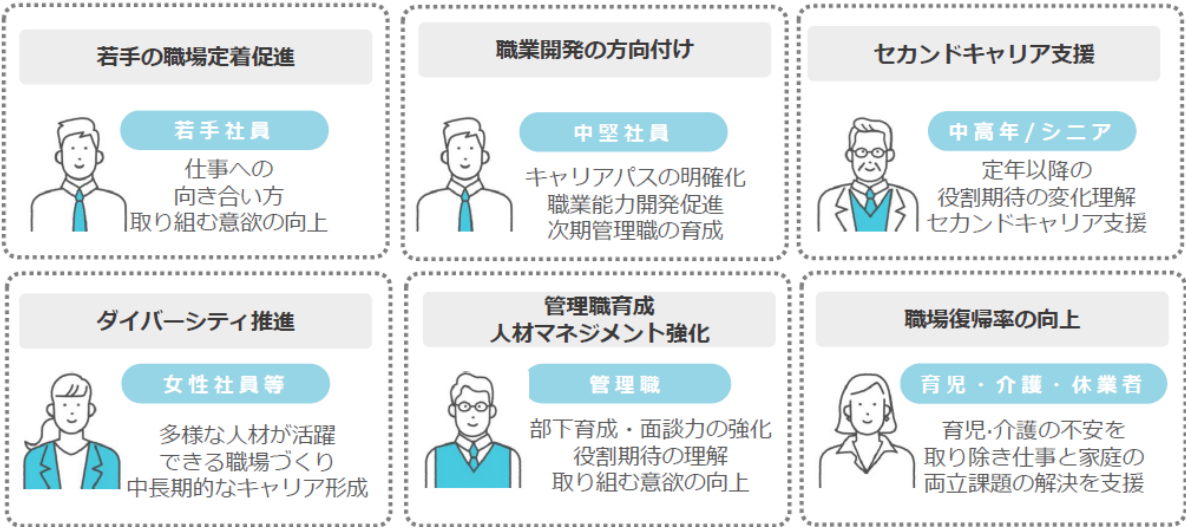 若手の職場定着促進
若手社員
仕事への
向き合い方
取り組む意欲の向上
職業開発の方向付け
中堅社員
キャリアパスの明確化
職業能力開発促進
次期管理職の育成
セカンドキャリア支援
中高年/シニア
定年以降の
役割期待の変化理解
セカンドキャリア支援
ダイバーシティ推進
女性社員等
多様な人材が活躍
できる職場づくり
中長期的なキャリア形成
管理職育成
人材マネジメント強化
管理職
部下育成・面談力の強化
役割期待の理解
取り組む意欲の向上
職場復帰率の向上
育児・介護・休業者
育児・介護の不安を
取り除き仕事と家庭の
両立課題の解決を支援